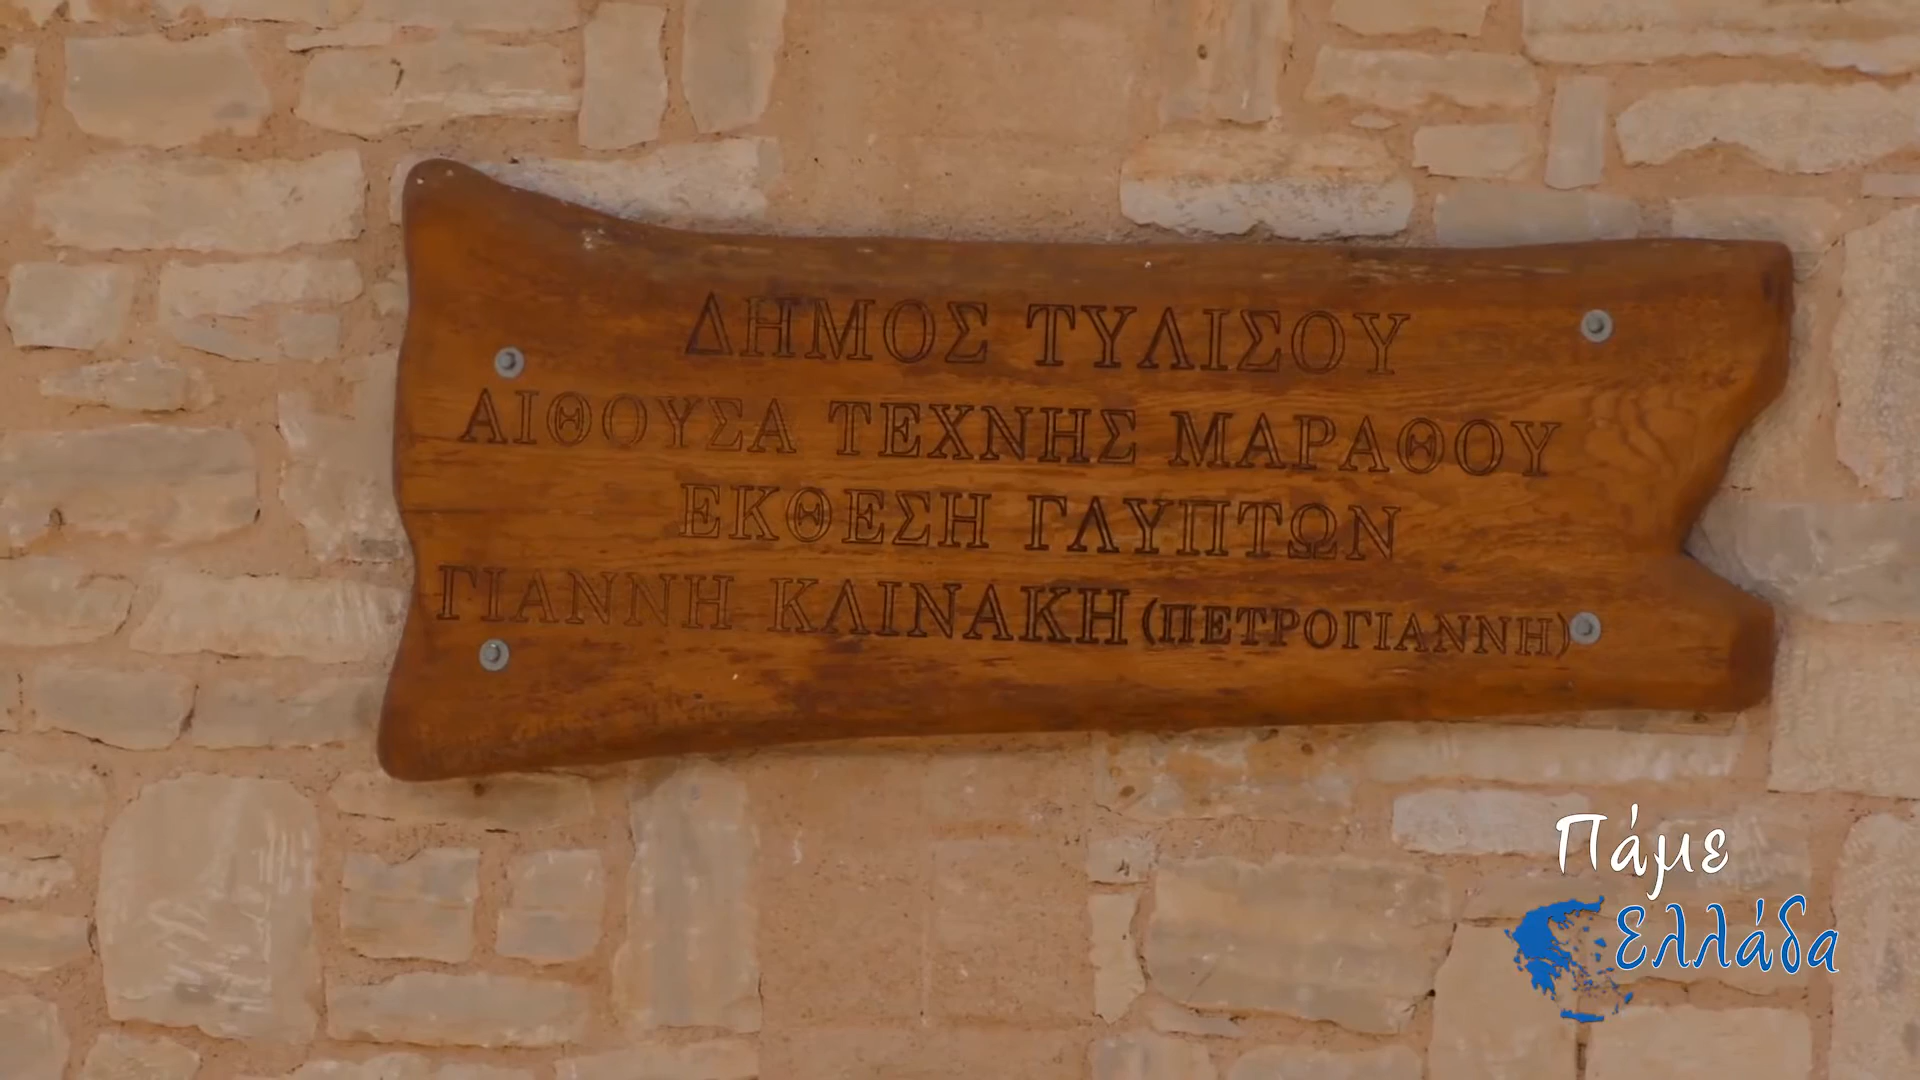 ΔΗΜΟΣ ΤΥΛΙΣΟΥ
ΑΙΘΟΥΣΑ ΤΕΧΝΗΣ ΜΑΡΑΘΟΥ
ΕΚΘΕΣΗ ΓΛΥΠΤΩΝ
ΓΙΑΝΝΗ ΚΛΙΝΑΚΗ (ΠΕΤΡΟΓΙΑΝΝΗ)
Πάμε
Ελλάδα